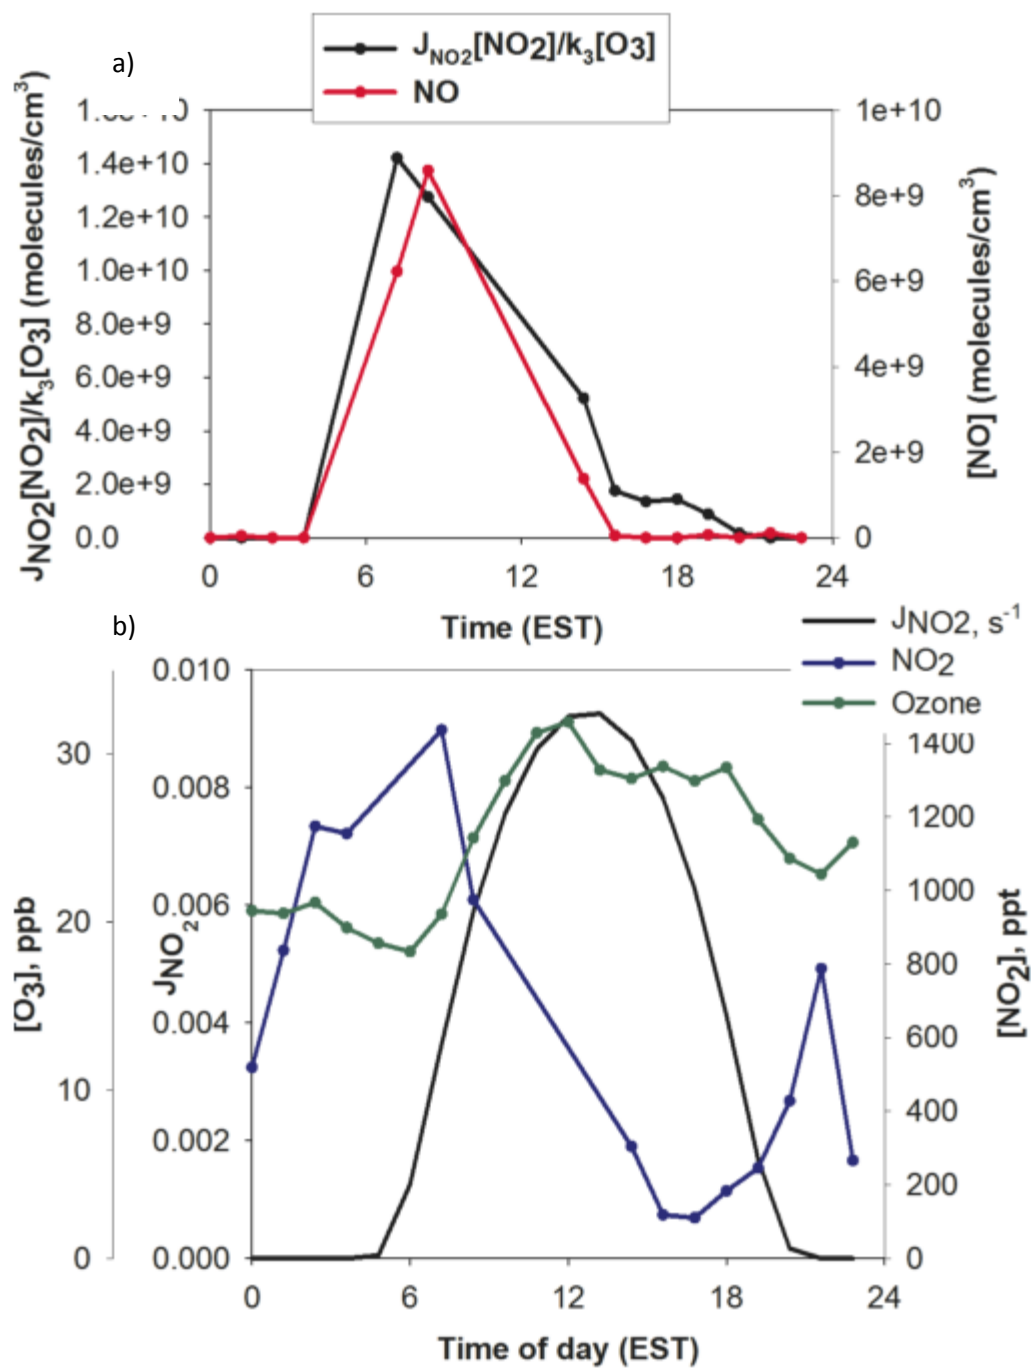 a)
J_NO2[NO2]/k3[O3]
NO
J_NO2[NO2]/k3[O3] (molecules/cm³)
1.4e+10
1.2e+10
1.0e+10
8.0e+9
6.0e+9
4.0e+9
2.0e+9
0.0
1e+10
8e+9
6e+9
4e+9
2e+9
0
[NO] (molecules/cm³)
0 6 12 18 24
Time (EST)
b)
J_NO2, s⁻¹
NO2
Ozone
[O3], ppb
30
20
10
0
J_NO2
0.010
0.008
0.006
0.004
0.002
0.000
1400
1200
1000
800
600
400
200
0
[NO2], ppt
0 6 12 18 24
Time of day (EST)